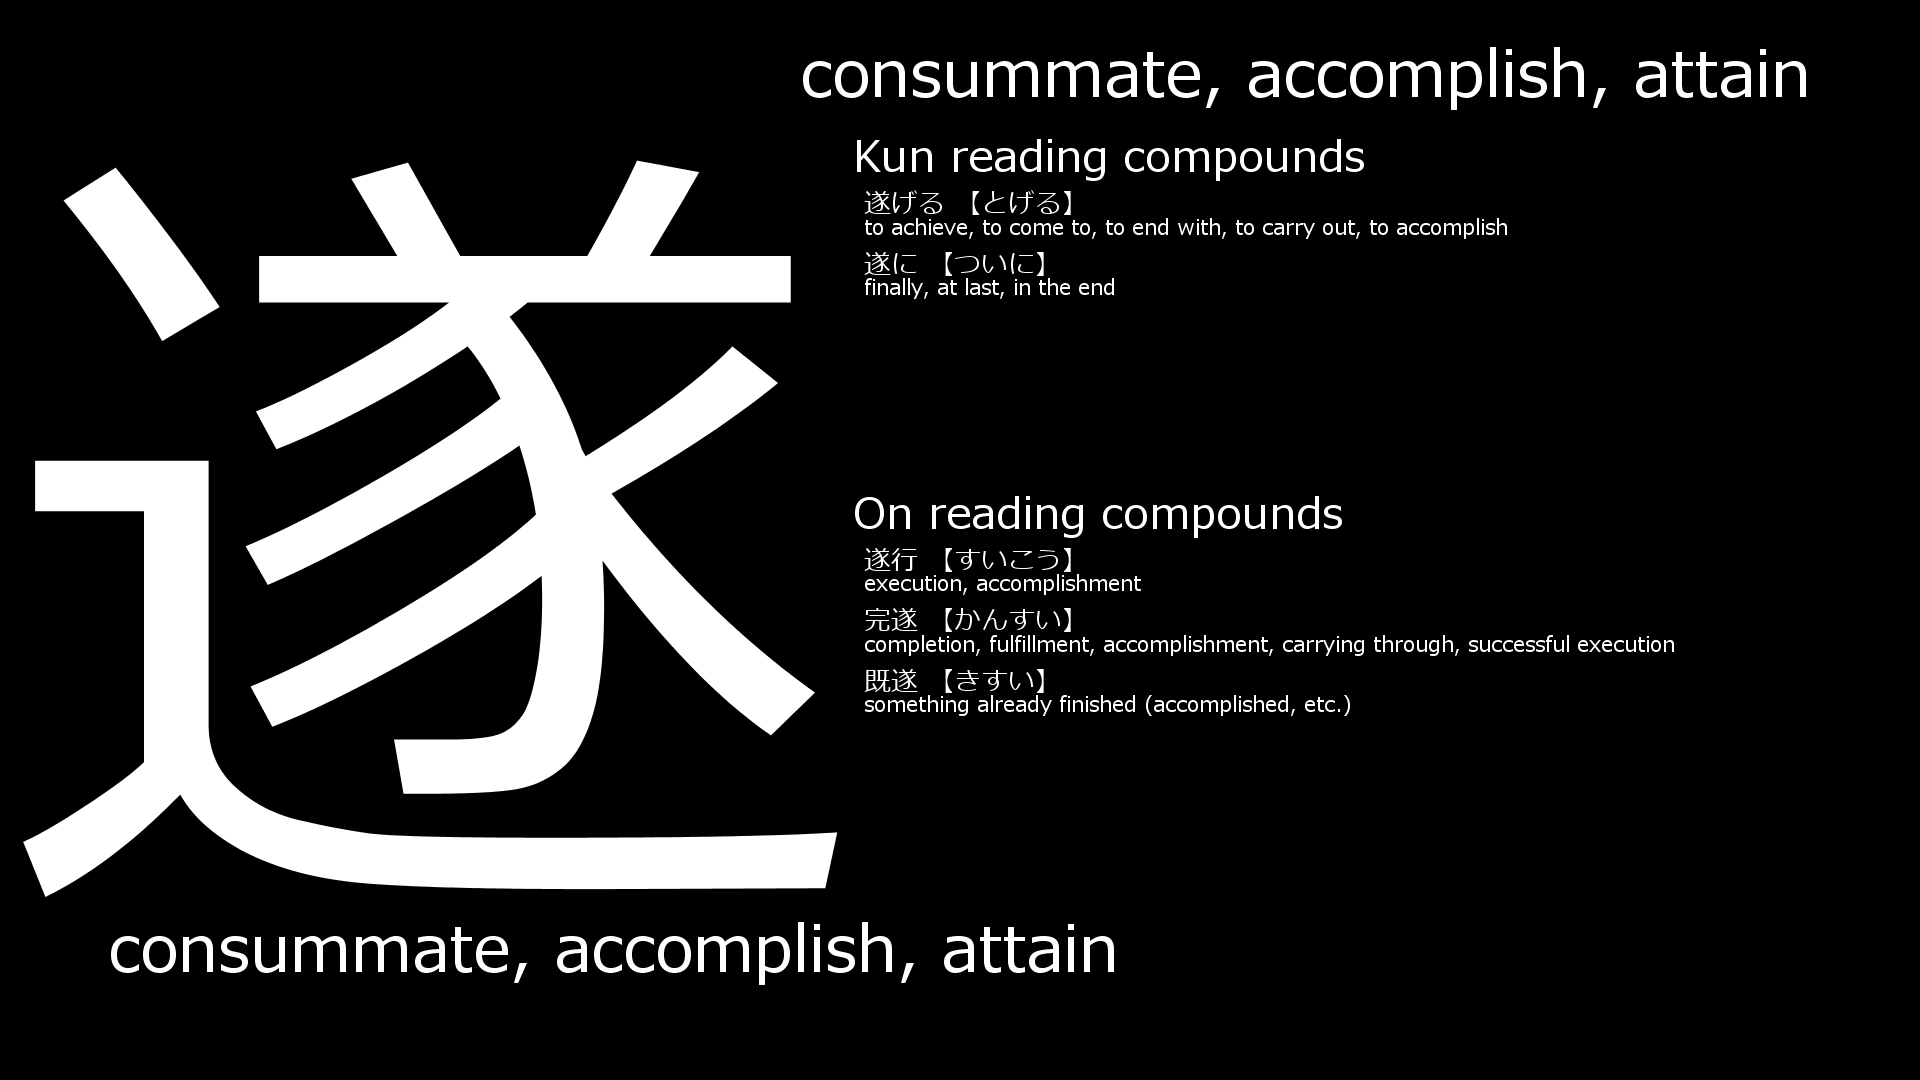 consummate, accomplish, attain
遂
Kun reading compounds
遂げる 【とげる】
to achieve, to come to, to end with, to carry out, to accomplish
遂に 【ついに】
finally, at last, in the end
On reading compounds
遂行 【すいこう】
execution, accomplishment
完遂 【かんすい】
completion, fulfillment, accomplishment, carrying through, successful execution
既遂 【きすい】
something already finished (accomplished, etc.)
consummate, accomplish, attain